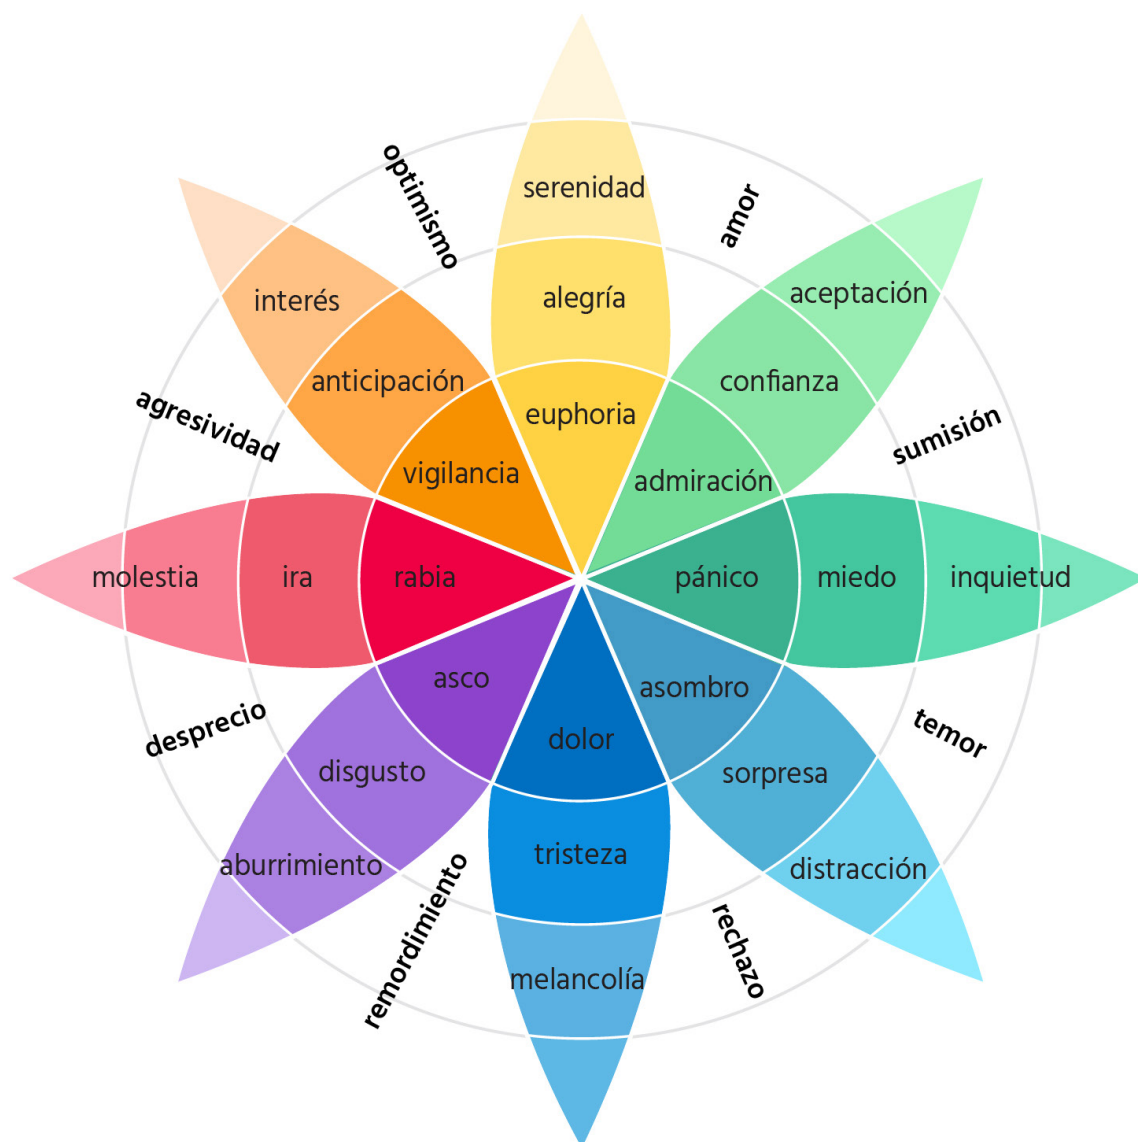 optimismo
serenidad
amor
interés
alegría
aceptación
anticipación
euphoria
confianza
agresividad
vigilancia
admiración
sumisión
molestia
ira
rabia
pánico
miedo
inquietud
desprecio
asco
asombro
temor
disgusto
dolor
sorpresa
aburrimiento
tristeza
distracción
remordimiento
melancolía
rechazo